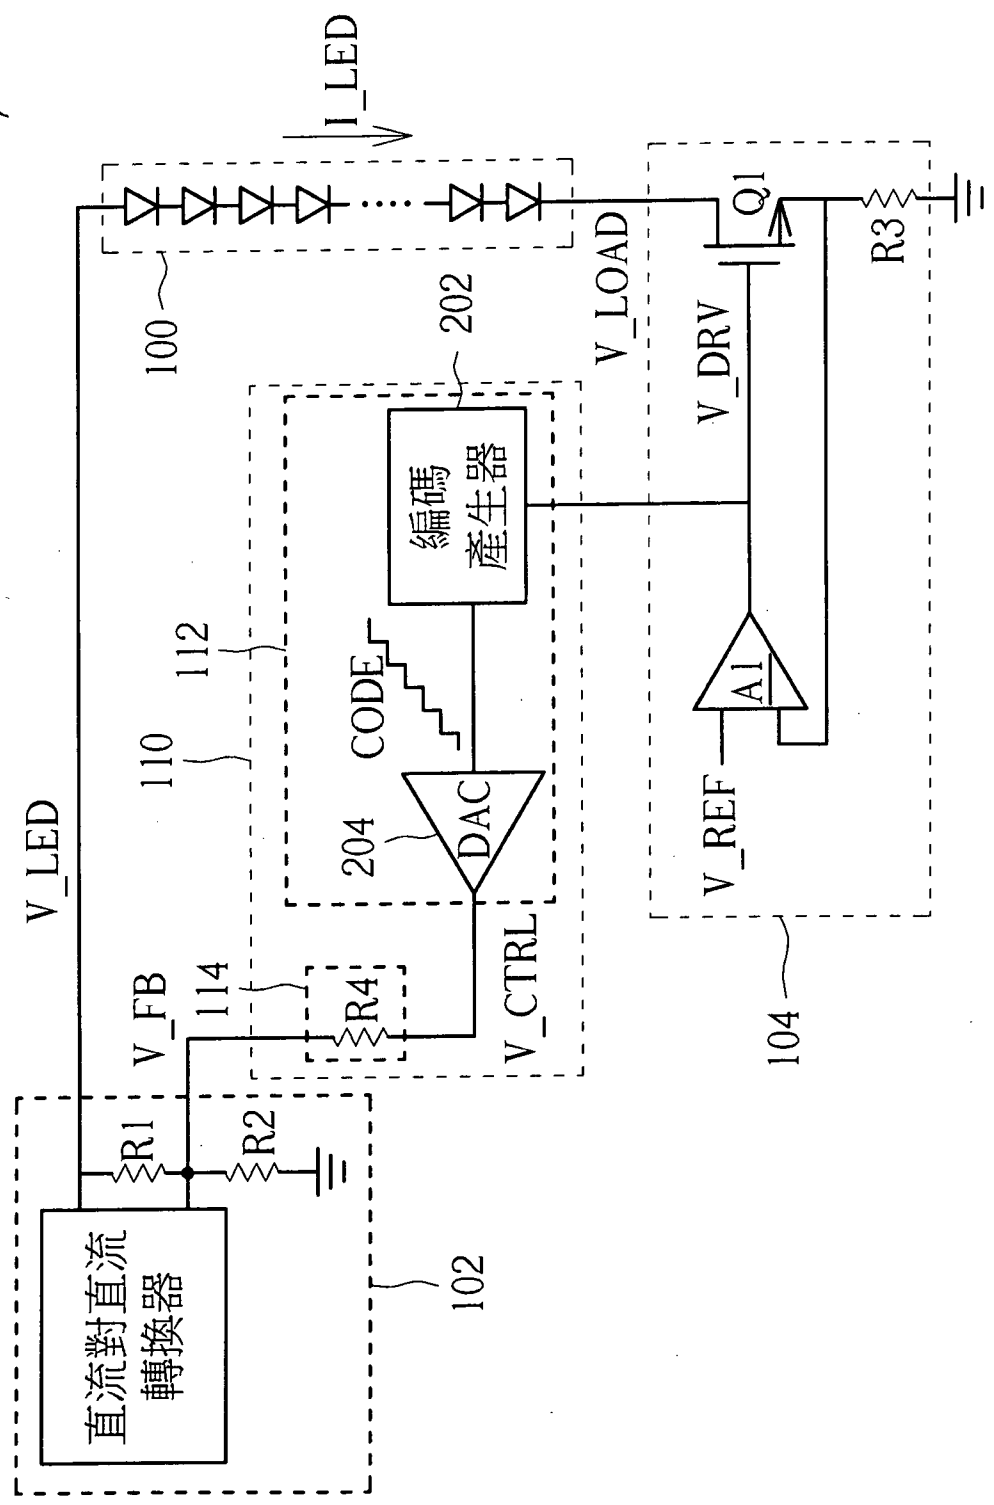 直流對直流
轉換器
102
R1
R2
V_FB
V_LED
114
R4
V_CTRL
110
112
204
DAC
CODE
編碼
產生器
202
100
I_LED
V_LOAD
104
V_REF
A1
V_DRV
Q1
R3